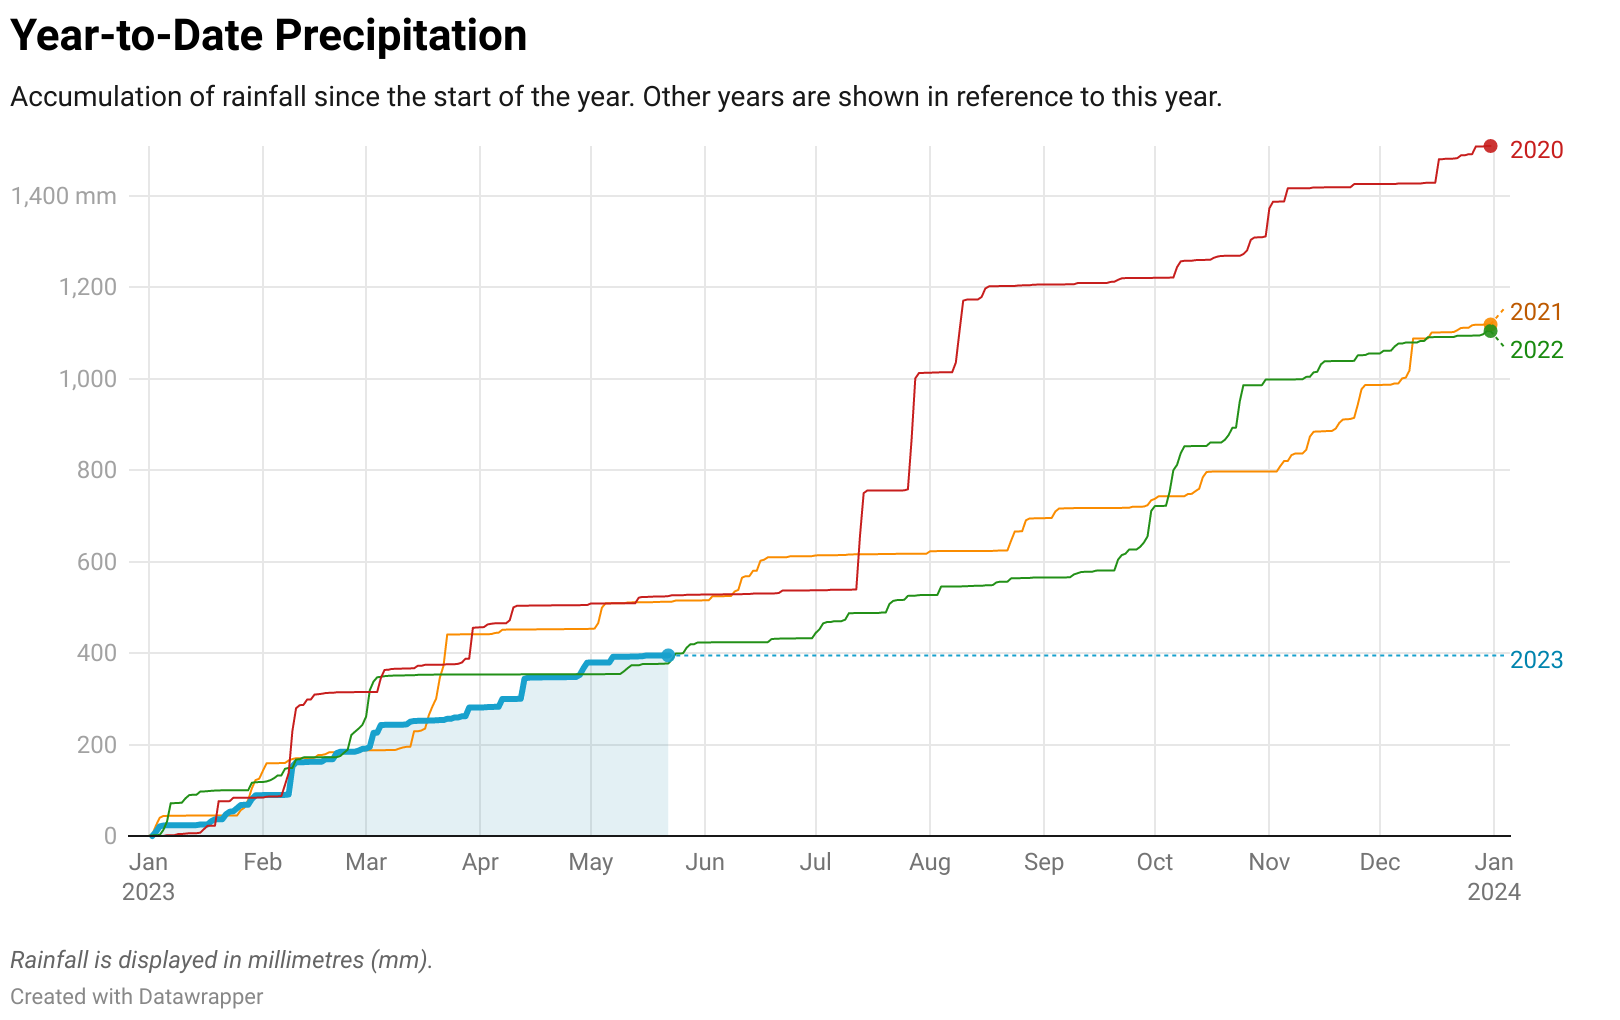 Year-to-Date Precipitation
Accumulation of rainfall since the start of the year. Other years are shown in reference to this year.
2020
1,400 mm
1,200
2021
2022
1,000
800
600
400
2023
200
0
Jan Feb Mar Apr May Jun Jul Aug Sep Oct Nov Dec Jan
2023 2024
Rainfall is displayed in millimetres (mm).
Created with Datawrapper